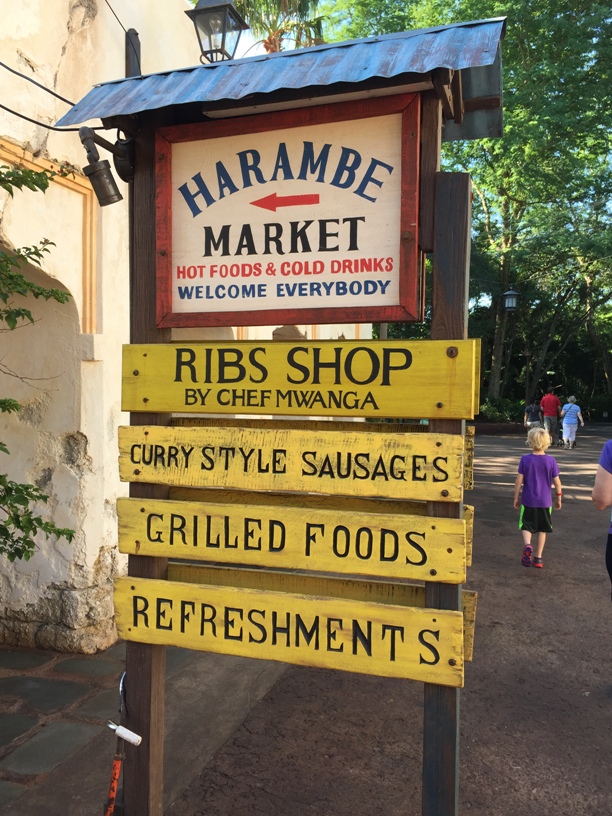 HARAMBE
MARKET
HOT FOODS & COLD DRINKS
WELCOME EVERYBODY
RIBS SHOP
BY CHEF MWANGA
CURRY STYLE SAUSAGES
GRILLED FOODS
REFRESHMENTS